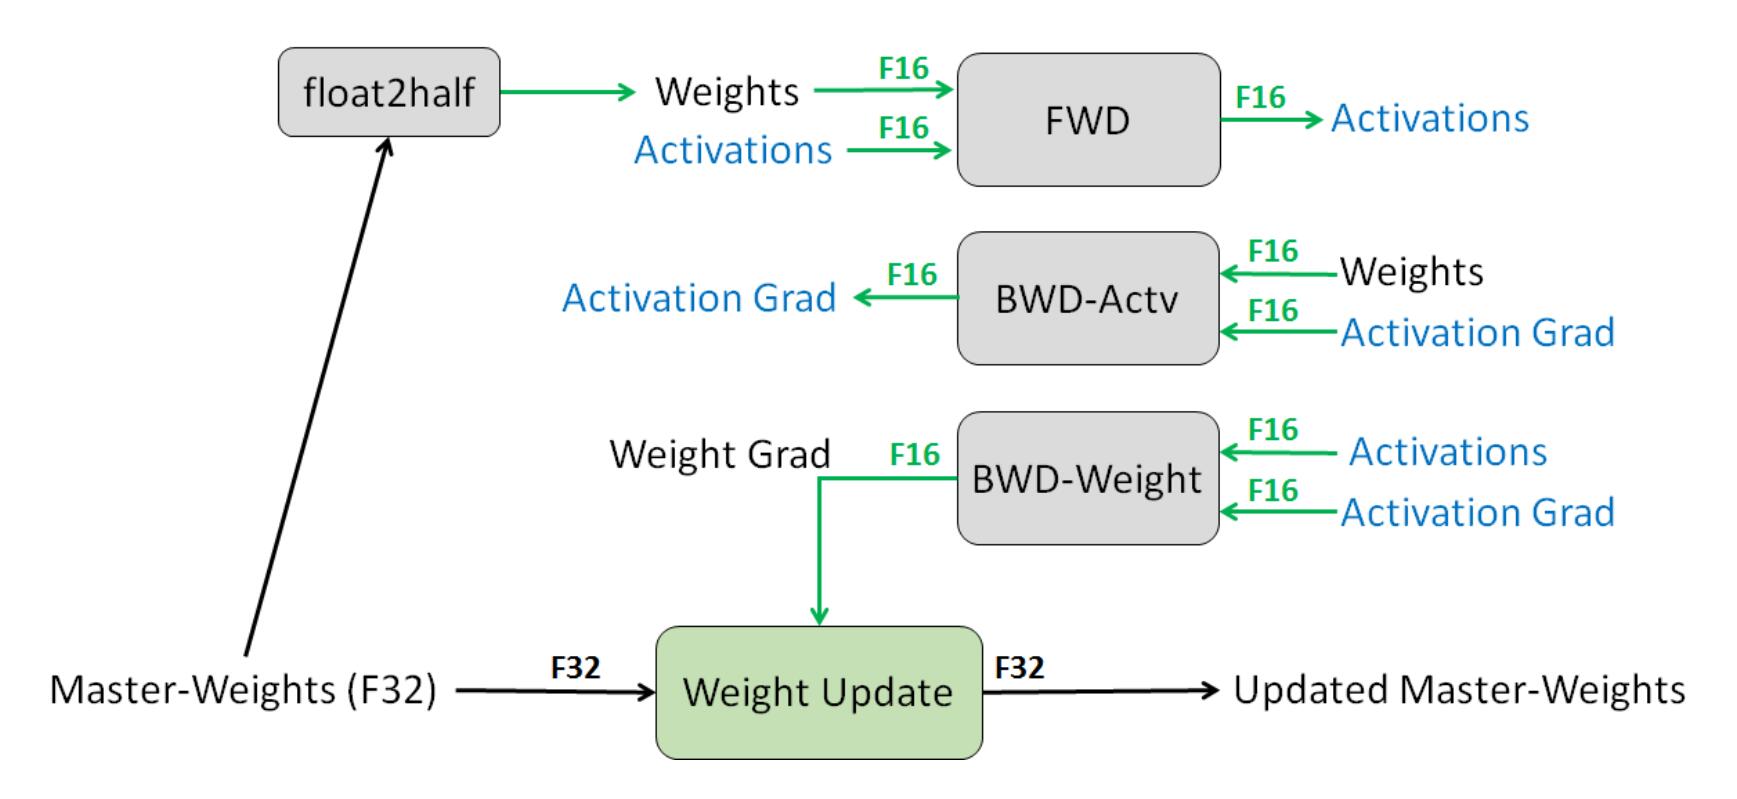 float2half
Weights
F16
Activations
F16
FWD
F16
Activations
Activation Grad
F16
BWD-Actv
F16
Weights
F16
Activation Grad
Weight Grad
F16
BWD-Weight
F16
Activations
F16
Activation Grad
Master-Weights (F32)
F32
Weight Update
F32
Updated Master-Weights